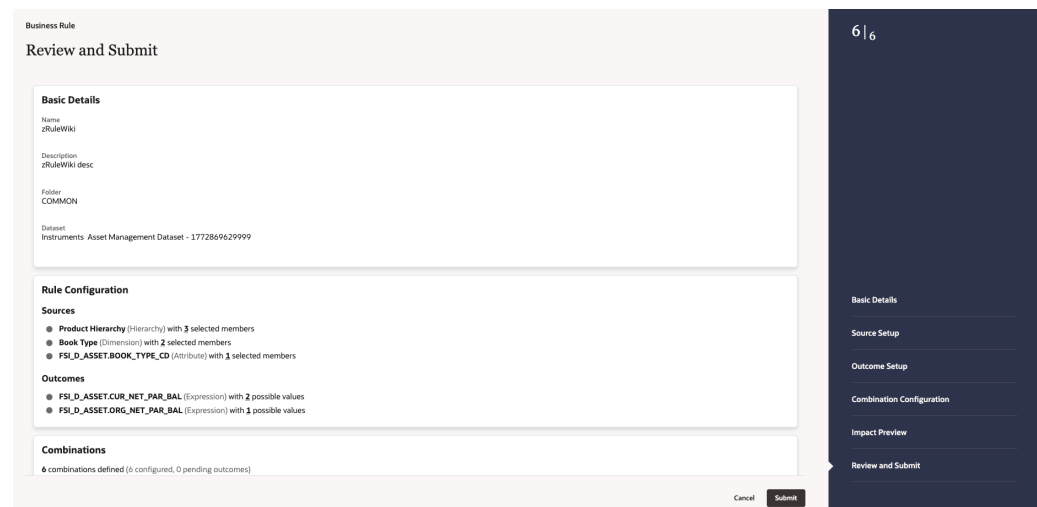 Business Rule
Review and Submit
Basic Details
Name
zRuleWiki
Description
zRuleWiki desc
Folder
COMMON
Dataset
Instruments Asset Management Dataset - 1772869629999
Rule Configuration
Sources
Product Hierarchy (Hierarchy) with 3 selected members
Book Type (Dimension) with 2 selected members
FSI_D_ASSET.BOOK_TYPE_CD (Attribute) with 1 selected members
Outcomes
FSI_D_ASSET.CUR_NET_PAR_BAL (Expression) with 2 possible values
FSI_D_ASSET.ORG_NET_PAR_BAL (Expression) with 1 possible values
Combinations
6 combinations defined (6 configured, 0 pending outcomes)
Cancel Submit
6|6
Basic Details
Source Setup
Outcome Setup
Combination Configuration
Impact Preview
Review and Submit